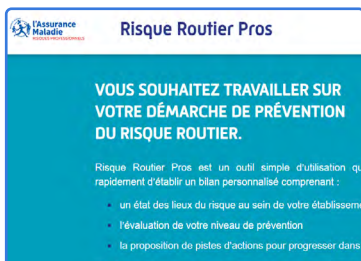 l'Assurance
Maladie
RISQUES PROFESSIONNELS
Risque Routier Pros
VOUS SOUHAITEZ TRAVAILLER SUR
VOTRE DÉMARCHE DE PRÉVENTION
DU RISQUE ROUTIER.
Risque Routier Pros est un outil simple d'utilisation qu
rapidement d'établir un bilan personnalisé comprenant :
un état des lieux du risque au sein de votre établisseme
l'évaluation de votre niveau de prévention
la proposition de pistes d'actions pour progresser dans